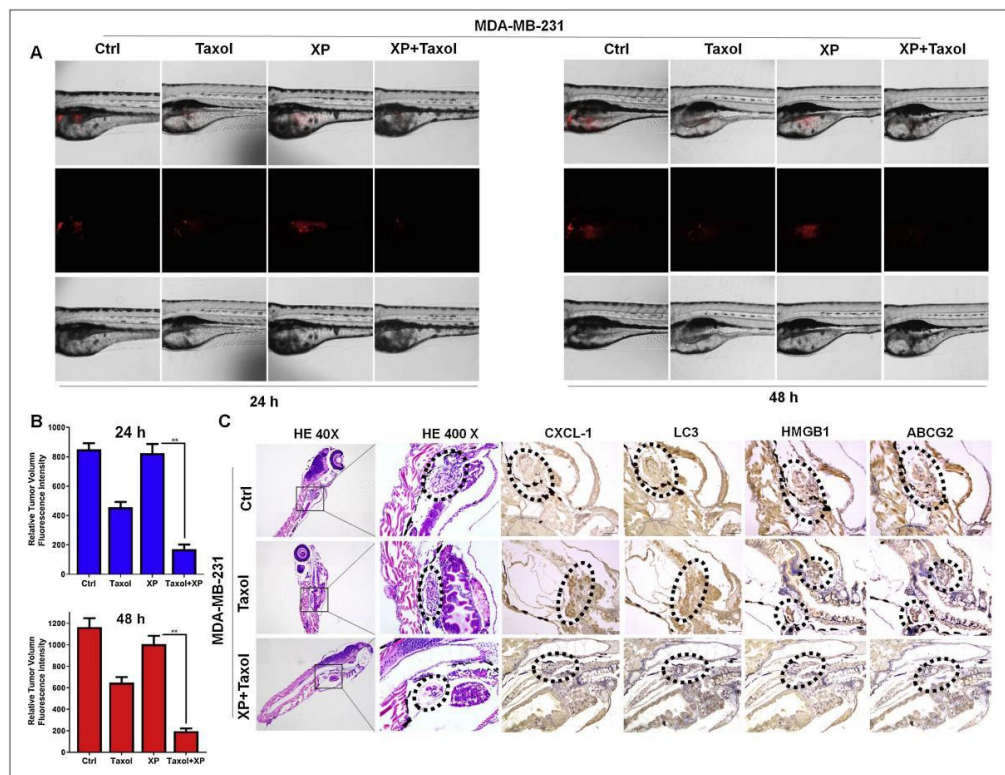 MDA-MB-231
A
Ctrl Taxol XP XP+Taxol
Ctrl Taxol XP XP+Taxol
24 h
48 h
B
24 h
Relative Tumor Volumn
Fluorescence Intensity
1000
800
600
400
200
0
Ctrl Taxol XP Taxol+XP
**
48 h
Relative Tumor Volumn
Fluorescence Intensity
1200
1000
800
600
400
200
0
Ctrl Taxol XP Taxol+XP
**
C
HE 40X HE 400 X CXCL-1 LC3 HMGB1 ABCG2
MDA-MB-231
Ctrl
Taxol
XP+Taxol